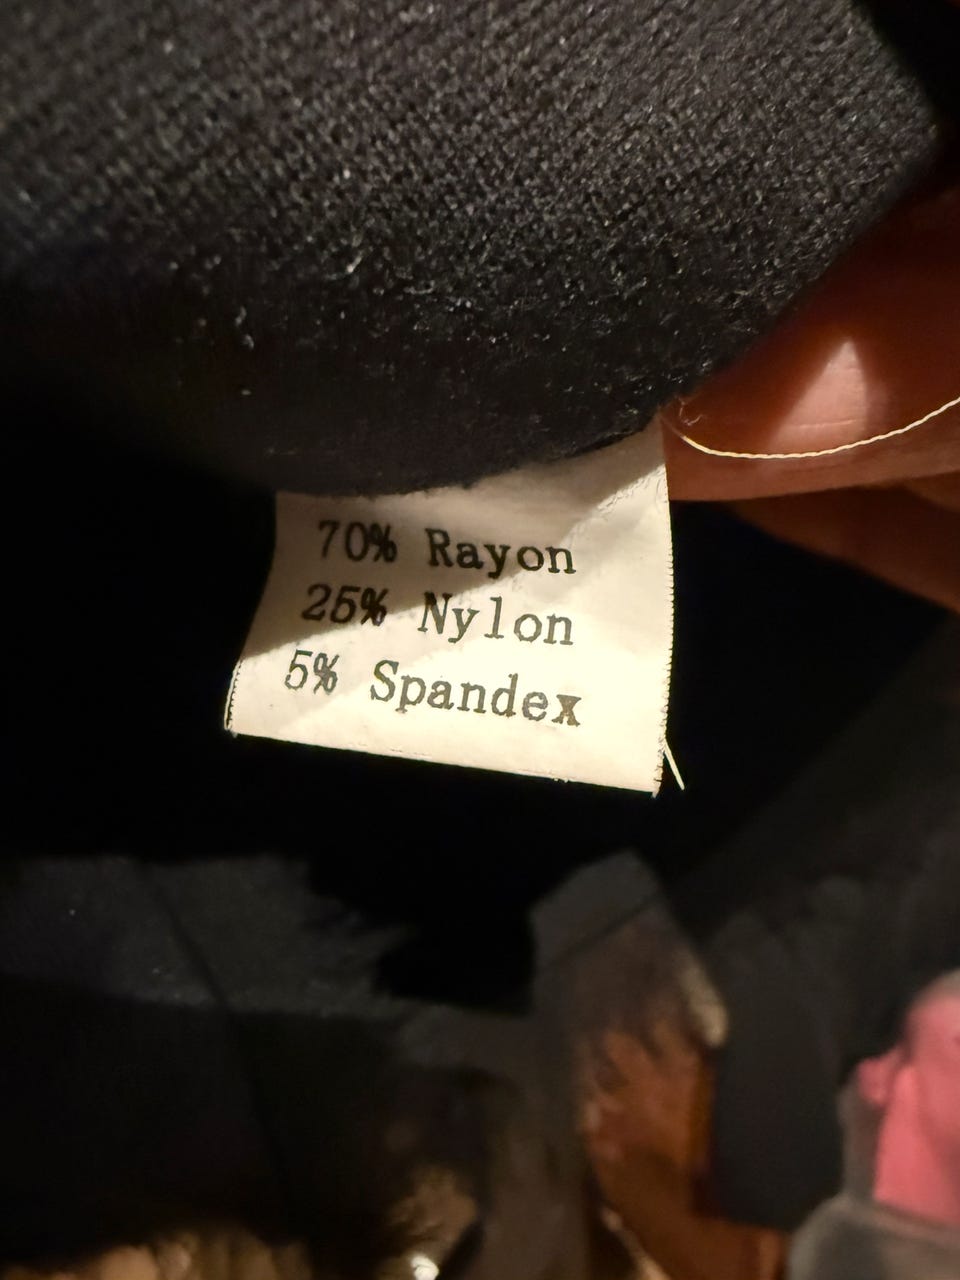 70% Rayon
25% Nylon
5% Spandex